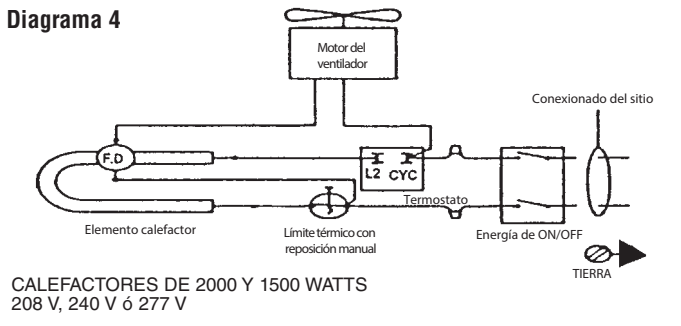 Diagrama 4
Motor del
ventilador
Conexionado del sitio
F.D
L2 CYC
Termostato
Elemento calefactor
Límite térmico con
reposición manual
Energía de ON/OFF
TIERRA
CALEFACTORES DE 2000 Y 1500 WATTS
208 V, 240 V ó 277 V